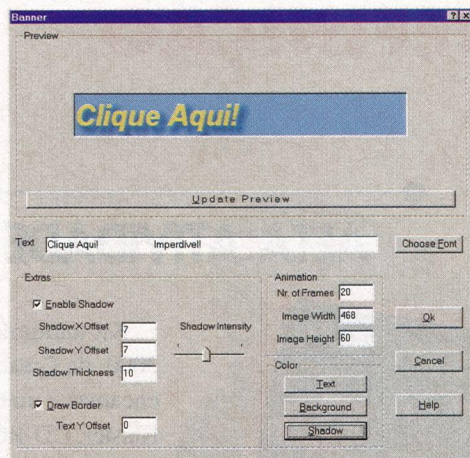 Banner
Preview
Clique Aqui!
Update Preview
Text Clique Aqui! Imperdível! Choose Font
Extras
Enable Shadow
Shadow X Offset 7
Shadow Y Offset 7
Shadow Thickness 10
Shadow Intensity
Draw Border
Text Y Offset 0
Animation
Nr. of Frames 20
Image Width 468
Image Height 60
Color
Text
Background
Shadow
Ok
Cancel
Help